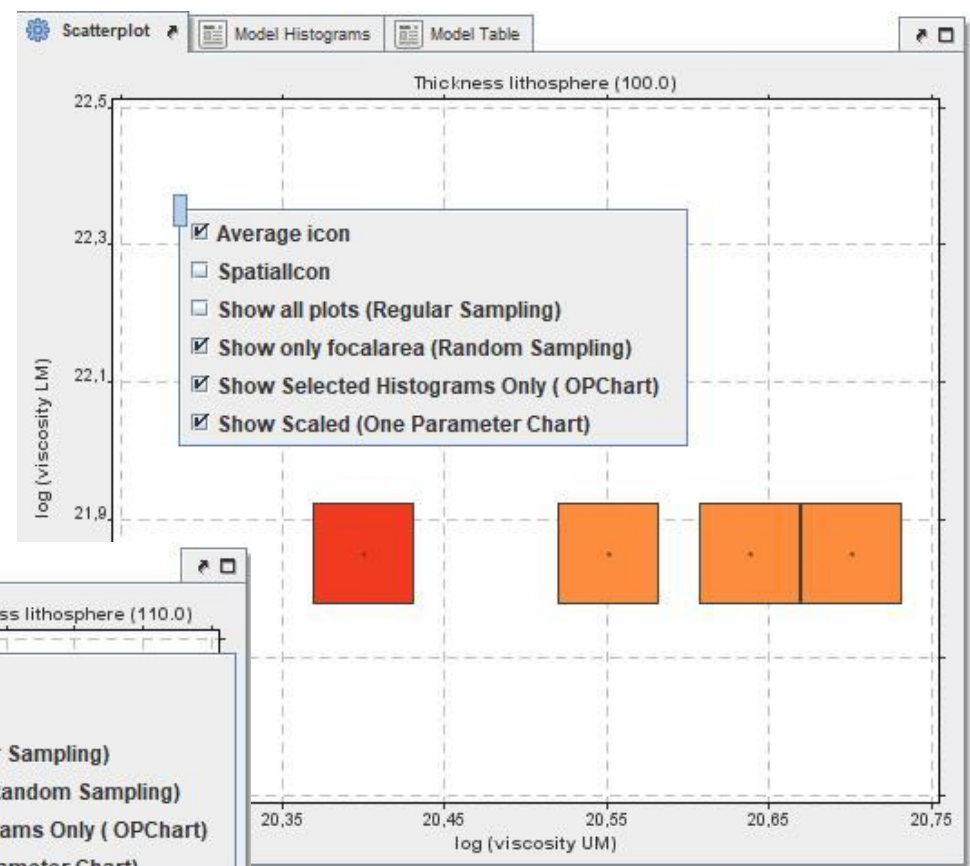 Scatterplot
Model Histograms
Model Table
Thickness lithosphere (100.0)
22,5
22,3
22,1
21,9
log (viscosity LM)
Average icon
SpatialIcon
Show all plots (Regular Sampling)
Show only focalarea (Random Sampling)
Show Selected Histograms Only ( OPChart)
Show Scaled (One Parameter Chart)
20,35
20,45
20,55
20,65
20,75
log (viscosity UM)
lithosphere (110.0)
Sampling)
Sampling)
Only ( OPChart)
Chart)